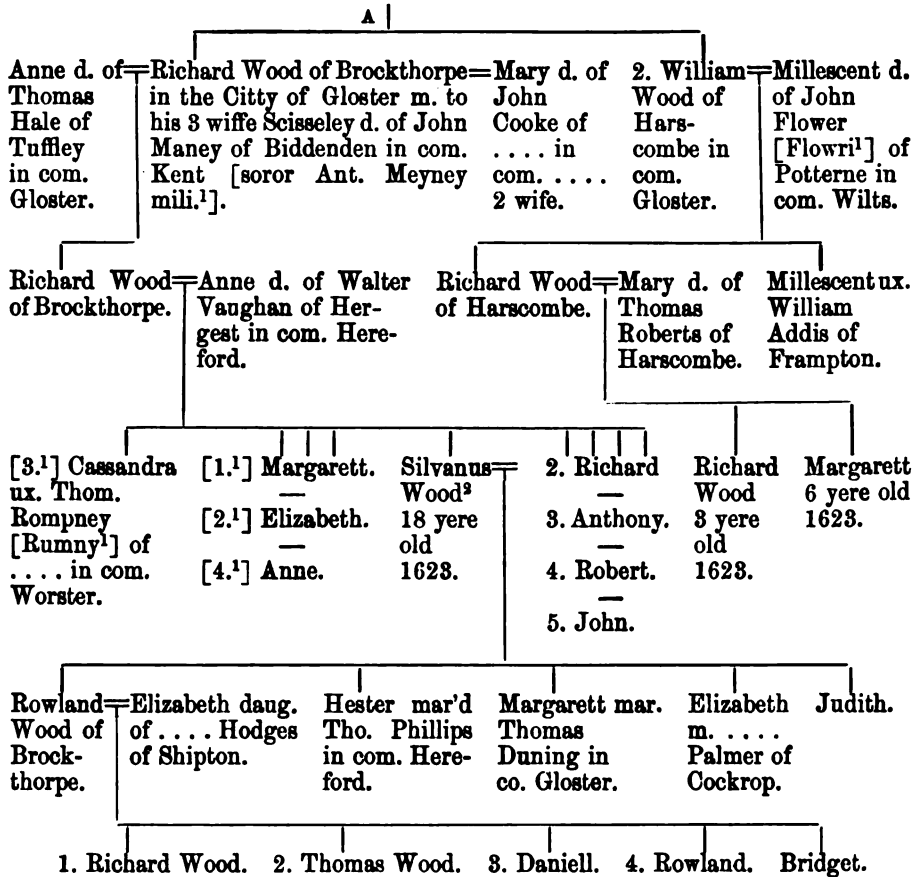 A
Anne d. of
Thomas
Hale of
Tuffley
in com.
Gloster.
Richard Wood of Brockthorpe
in the Citty of Gloster m. to
his 3 wiffe Scisseley d. of John
Maney of Biddenden in com.
Kent [soror Ant. Meyney
mili.¹].
Mary d. of
John
Cooke of
.... in
com. ....
2 wife.
2. William
Wood of
Hars-
combe in
com.
Gloster.
Millescent d.
of John
Flower
[Flowri¹] of
Potterne in
com. Wilts.
Richard Wood
of Brockthorpe.
Anne d. of Walter
Vaughan of Her-
gest in com. Here-
ford.
Richard Wood
of Harscombe.
Mary d. of
Thomas
Roberts of
Harscombe.
Millescent ux.
William
Addis of
Frampton.
[3.¹] Cassandra
ux. Thom.
Rompney
[Rumny¹] of
.... in com.
Worster.
[1.¹] Margarett.
—
[2.¹] Elizabeth.
—
[4.¹] Anne.
Silvanus
Wood²
18 yere
old
1623.
2. Richard
—
3. Anthony.
—
4. Robert.
—
5. John.
Richard
Wood
3 yere
old
1623.
Margarett
6 yere old
1623.
Rowland
Wood of
Brock-
thorpe.
Elizabeth daug.
of .... Hodges
of Shipton.
Hester mar'd
Tho. Phillips
in com. Here-
ford.
Margarett mar.
Thomas
Duning in
co. Gloster.
Elizabeth
m. ....
Palmer of
Cockrop.
Judith.
1. Richard Wood. 2. Thomas Wood. 3. Daniell. 4. Rowland. Bridget.